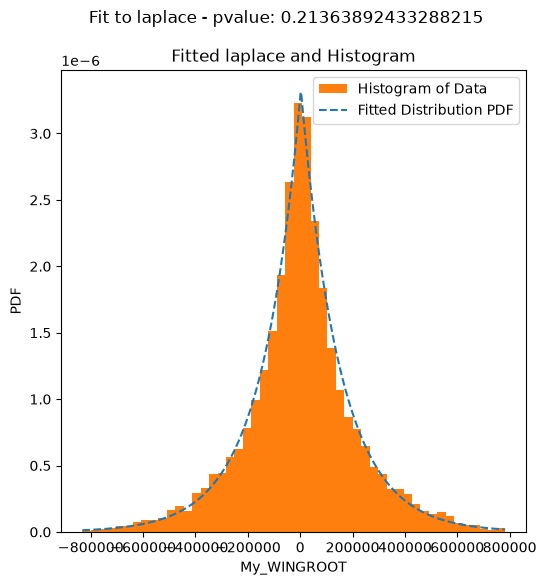 Fit to laplace - pvalue: 0.21363892433288215
Fitted laplace and Histogram
1e−6
Histogram of Data
Fitted Distribution PDF
3.0
2.5
2.0
1.5
1.0
0.5
0.0
PDF
−800000 −600000 −400000 −200000 0 200000 400000 600000 800000
My_WINGROOT